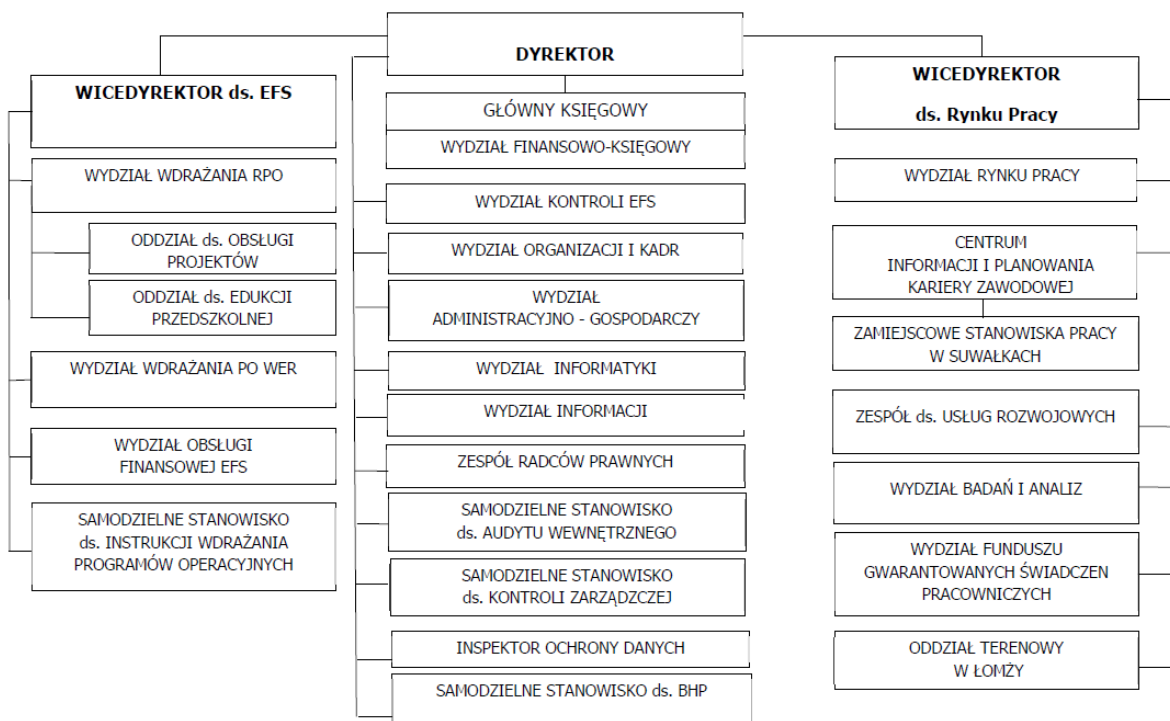 DYREKTOR
WICEDYREKTOR ds. EFS
WYDZIAŁ WDRAŻANIA RPO
ODDZIAŁ ds. OBSŁUGI
PROJEKTÓW
ODDZIAŁ ds. EDUKCJI
PRZEDSZKOLNEJ
WYDZIAŁ WDRAŻANIA PO WER
WYDZIAŁ OBSŁUGI
FINANSOWEJ EFS
SAMODZIELNE STANOWISKO
ds. INSTRUKCJI WDRAŻANIA
PROGRAMÓW OPERACYJNYCH
GŁÓWNY KSIĘGOWY
WYDZIAŁ FINANSOWO-KSIĘGOWY
WYDZIAŁ KONTROLI EFS
WYDZIAŁ ORGANIZACJI I KADR
WYDZIAŁ
ADMINISTRACYJNO - GOSPODARCZY
WYDZIAŁ INFORMATYKI
WYDZIAŁ INFORMACJI
ZESPÓŁ RADCÓW PRAWNYCH
SAMODZIELNE STANOWISKO
ds. AUDYTU WEWNĘTRZNEGO
SAMODZIELNE STANOWISKO
ds. KONTROLI ZARZĄDZCZEJ
INSPEKTOR OCHRONY DANYCH
SAMODZIELNE STANOWISKO ds. BHP
WICEDYREKTOR
ds. Rynku Pracy
WYDZIAŁ RYNKU PRACY
CENTRUM
INFORMACJI I PLANOWANIA
KARIERY ZAWODOWEJ
ZAMIEJSCOWE STANOWISKA PRACY
W SUWAŁKACH
ZESPÓŁ ds. USŁUG ROZWOJOWYCH
WYDZIAŁ BADAŃ I ANALIZ
WYDZIAŁ FUNDUSZU
GWARANTOWANYCH ŚWIADCZEN
PRACOWNICZYCH
ODDZIAŁ TERENOWY
W ŁOMŻY